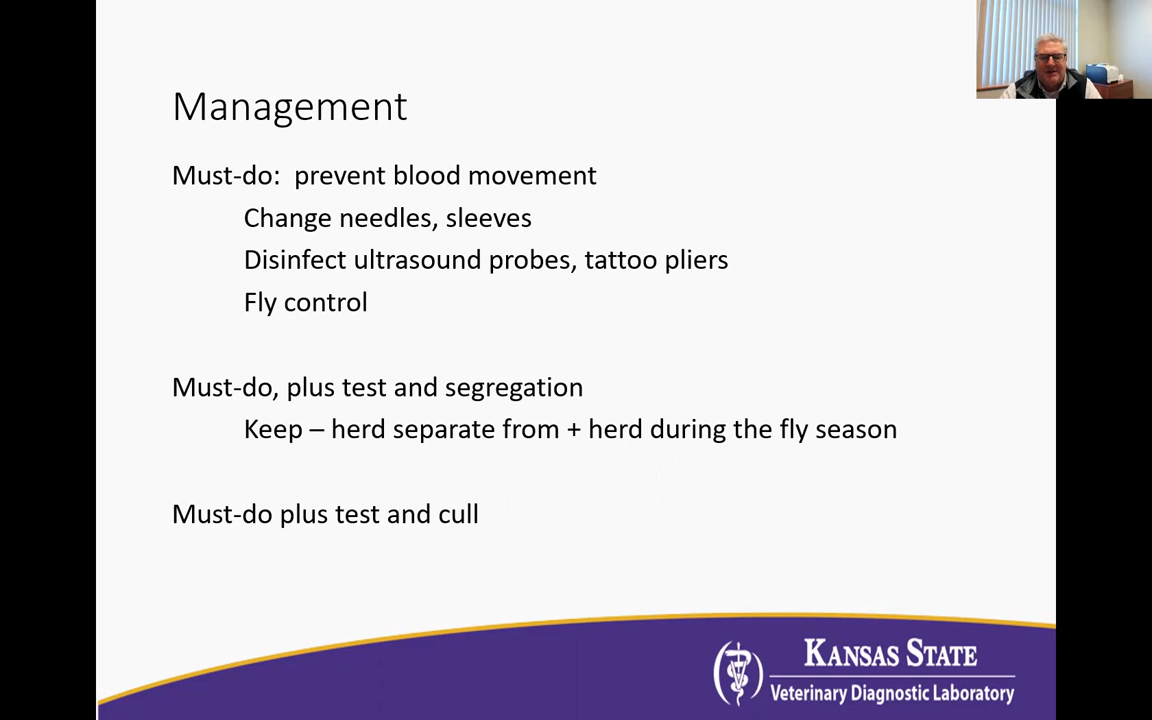 Management
Must-do:  prevent blood movement
Change needles, sleeves
Disinfect ultrasound probes, tattoo pliers
Fly control
Must-do, plus test and segregation
Keep – herd separate from + herd during the fly season
Must-do plus test and cull
KANSAS STATE
Veterinary Diagnostic Laboratory